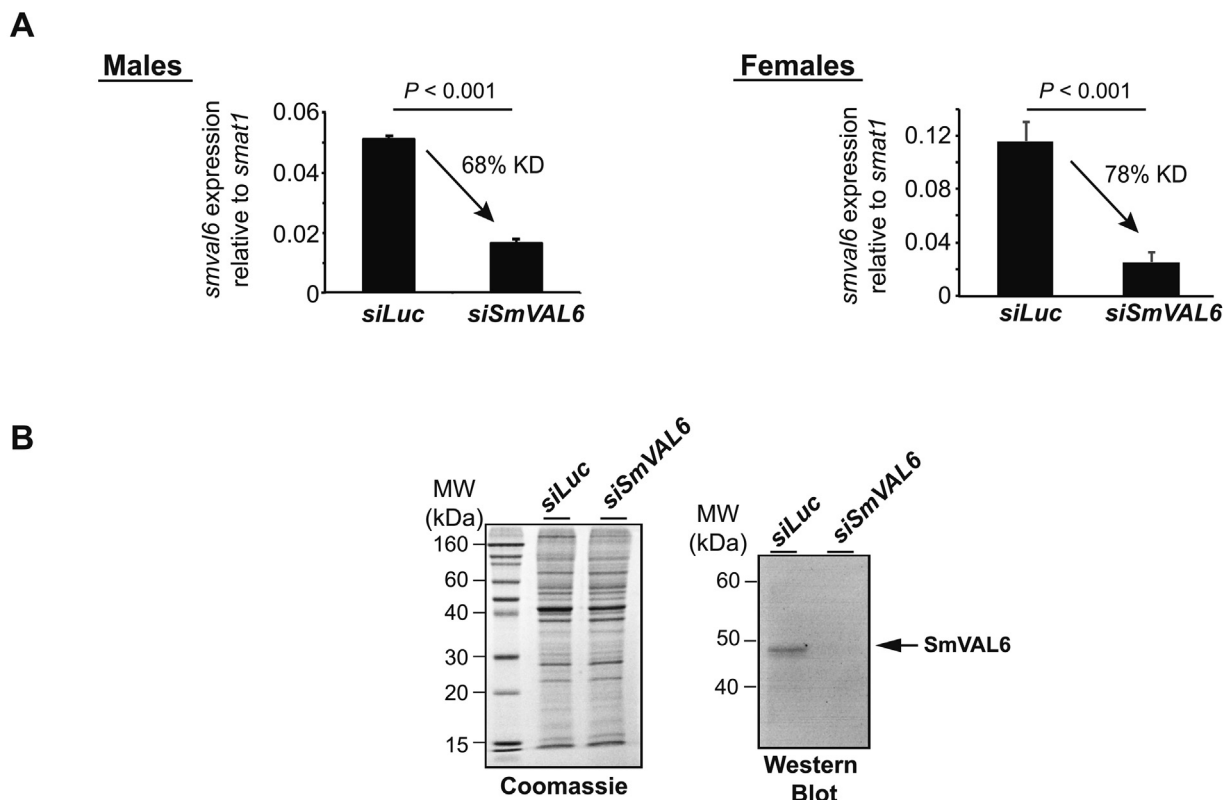 A
Males
smval6 expression
relative to smat1
0.06
0.04
0.02
0
P < 0.001
68% KD
siLuc
siSmVAL6
Females
smval6 expression
relative to smat1
0.12
0.08
0.04
0
P < 0.001
78% KD
siLuc
siSmVAL6
B
MW
(kDa)
siLuc
siSmVAL6
160
60
40
30
20
15
Coomassie
MW
(kDa)
siLuc
siSmVAL6
60
50
40
SmVAL6
Western
Blot